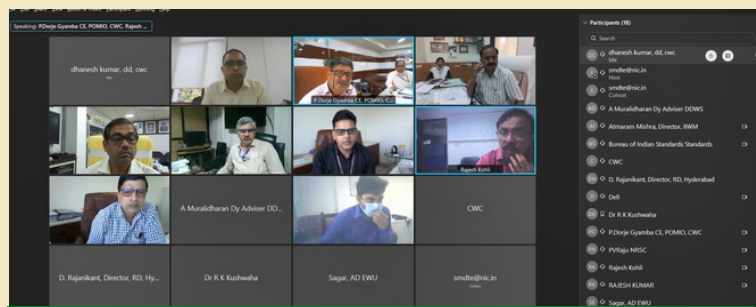 Speaking: P.Dorje Gyamba CE, POMIO, CWC, Rajesh ...
dhanesh kumar, dd, cwc
Me
P.Dorje Gyamba CE, POMIO, C...
Rajesh Kohli
A Muralidharan Dy Adviser DD...
CWC
D. Rajanikant, Director, RD, Hy...
Dr R K Kushwaha
Sagar, AD EWU
smdte@nic.in
Cohost
Participants (18)
Search
dhanesh kumar, dd, cwc
Me
smdte@nic.in
Host
smdte@nic.in
Cohost
A Muralidharan Dy Adviser DDWS
Atmaram Mishra, Director, IIWM
Bureau of Indian Standards Standards
CWC
D. Rajanikant, Director, RD, Hyderabad
Dell
Dr R K Kushwaha
P.Dorje Gyamba CE, POMIO, CWC
PVRaju NRSC
Rajesh Kohli
RAJESH KUMAR
Sagar, AD EWU